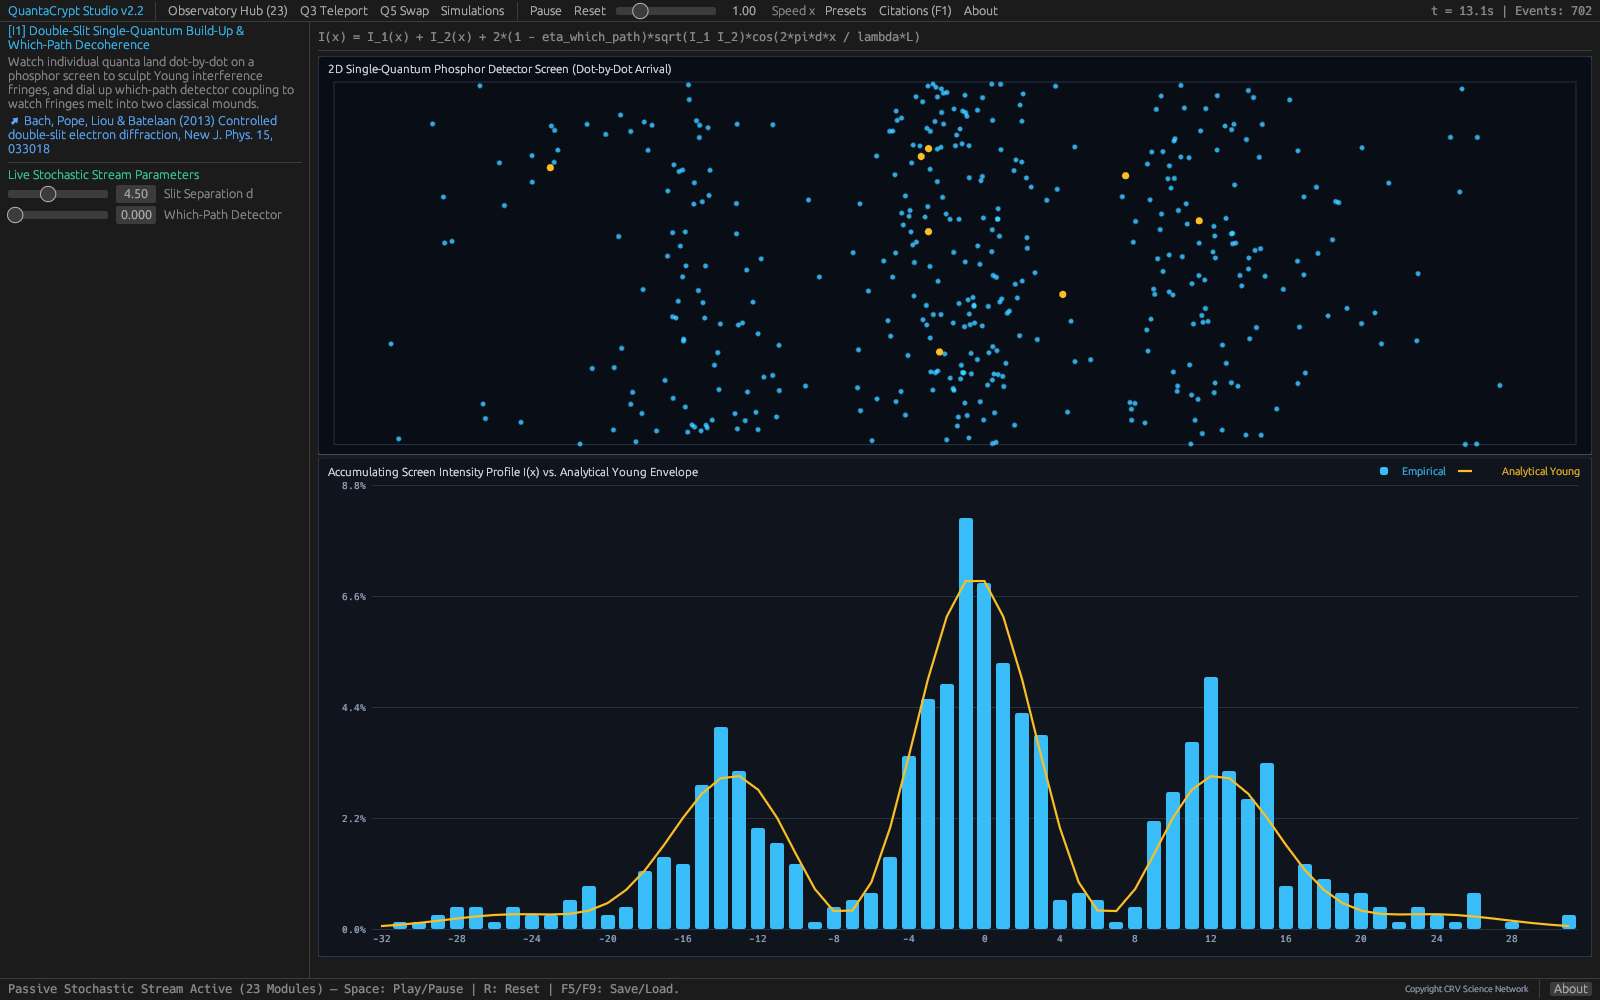 QuantaCrypt Studio v2.2 Observatory Hub (23) Q3 Teleport Q5 Swap Simulations Pause Reset 1.00 Speed x Presets Citations (F1) About t = 13.1s | Events: 702
[I1] Double-Slit Single-Quantum Build-Up &
Which-Path Decoherence
Watch individual quanta land dot-by-dot on a
phosphor screen to sculpt Young interference
fringes, and dial up which-path detector coupling to
watch fringes melt into two classical mounds.
Bach, Pope, Liou & Batelaan (2013) Controlled
double-slit electron diffraction, New J. Phys. 15,
033018
Live Stochastic Stream Parameters
4.50 Slit Separation d
0.000 Which-Path Detector
I(x) = I_1(x) + I_2(x) + 2*(1 - eta_which_path)*sqrt(I_1 I_2)*cos(2*pi*d*x / lambda*L)
2D Single-Quantum Phosphor Detector Screen (Dot-by-Dot Arrival)
Accumulating Screen Intensity Profile I(x) vs. Analytical Young Envelope Empirical Analytical Young
8.8%
6.6%
4.4%
2.2%
0.0%
-32 -28 -24 -20 -16 -12 -8 -4 0 4 8 12 16 20 24 28
Passive Stochastic Stream Active (23 Modules) — Space: Play/Pause | R: Reset | F5/F9: Save/Load. Copyright CRV Science Network About